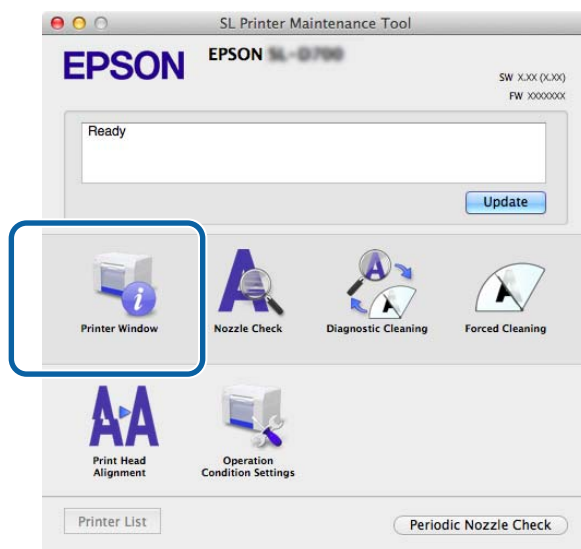 SL Printer Maintenance Tool
EPSON
EPSON
SW X.XX (X.XX)
FW XXXXXXX
Ready
Update
Printer Window
Nozzle Check
Diagnostic Cleaning
Forced Cleaning
Print Head
Alignment
Operation
Condition Settings
Printer List
Periodic Nozzle Check